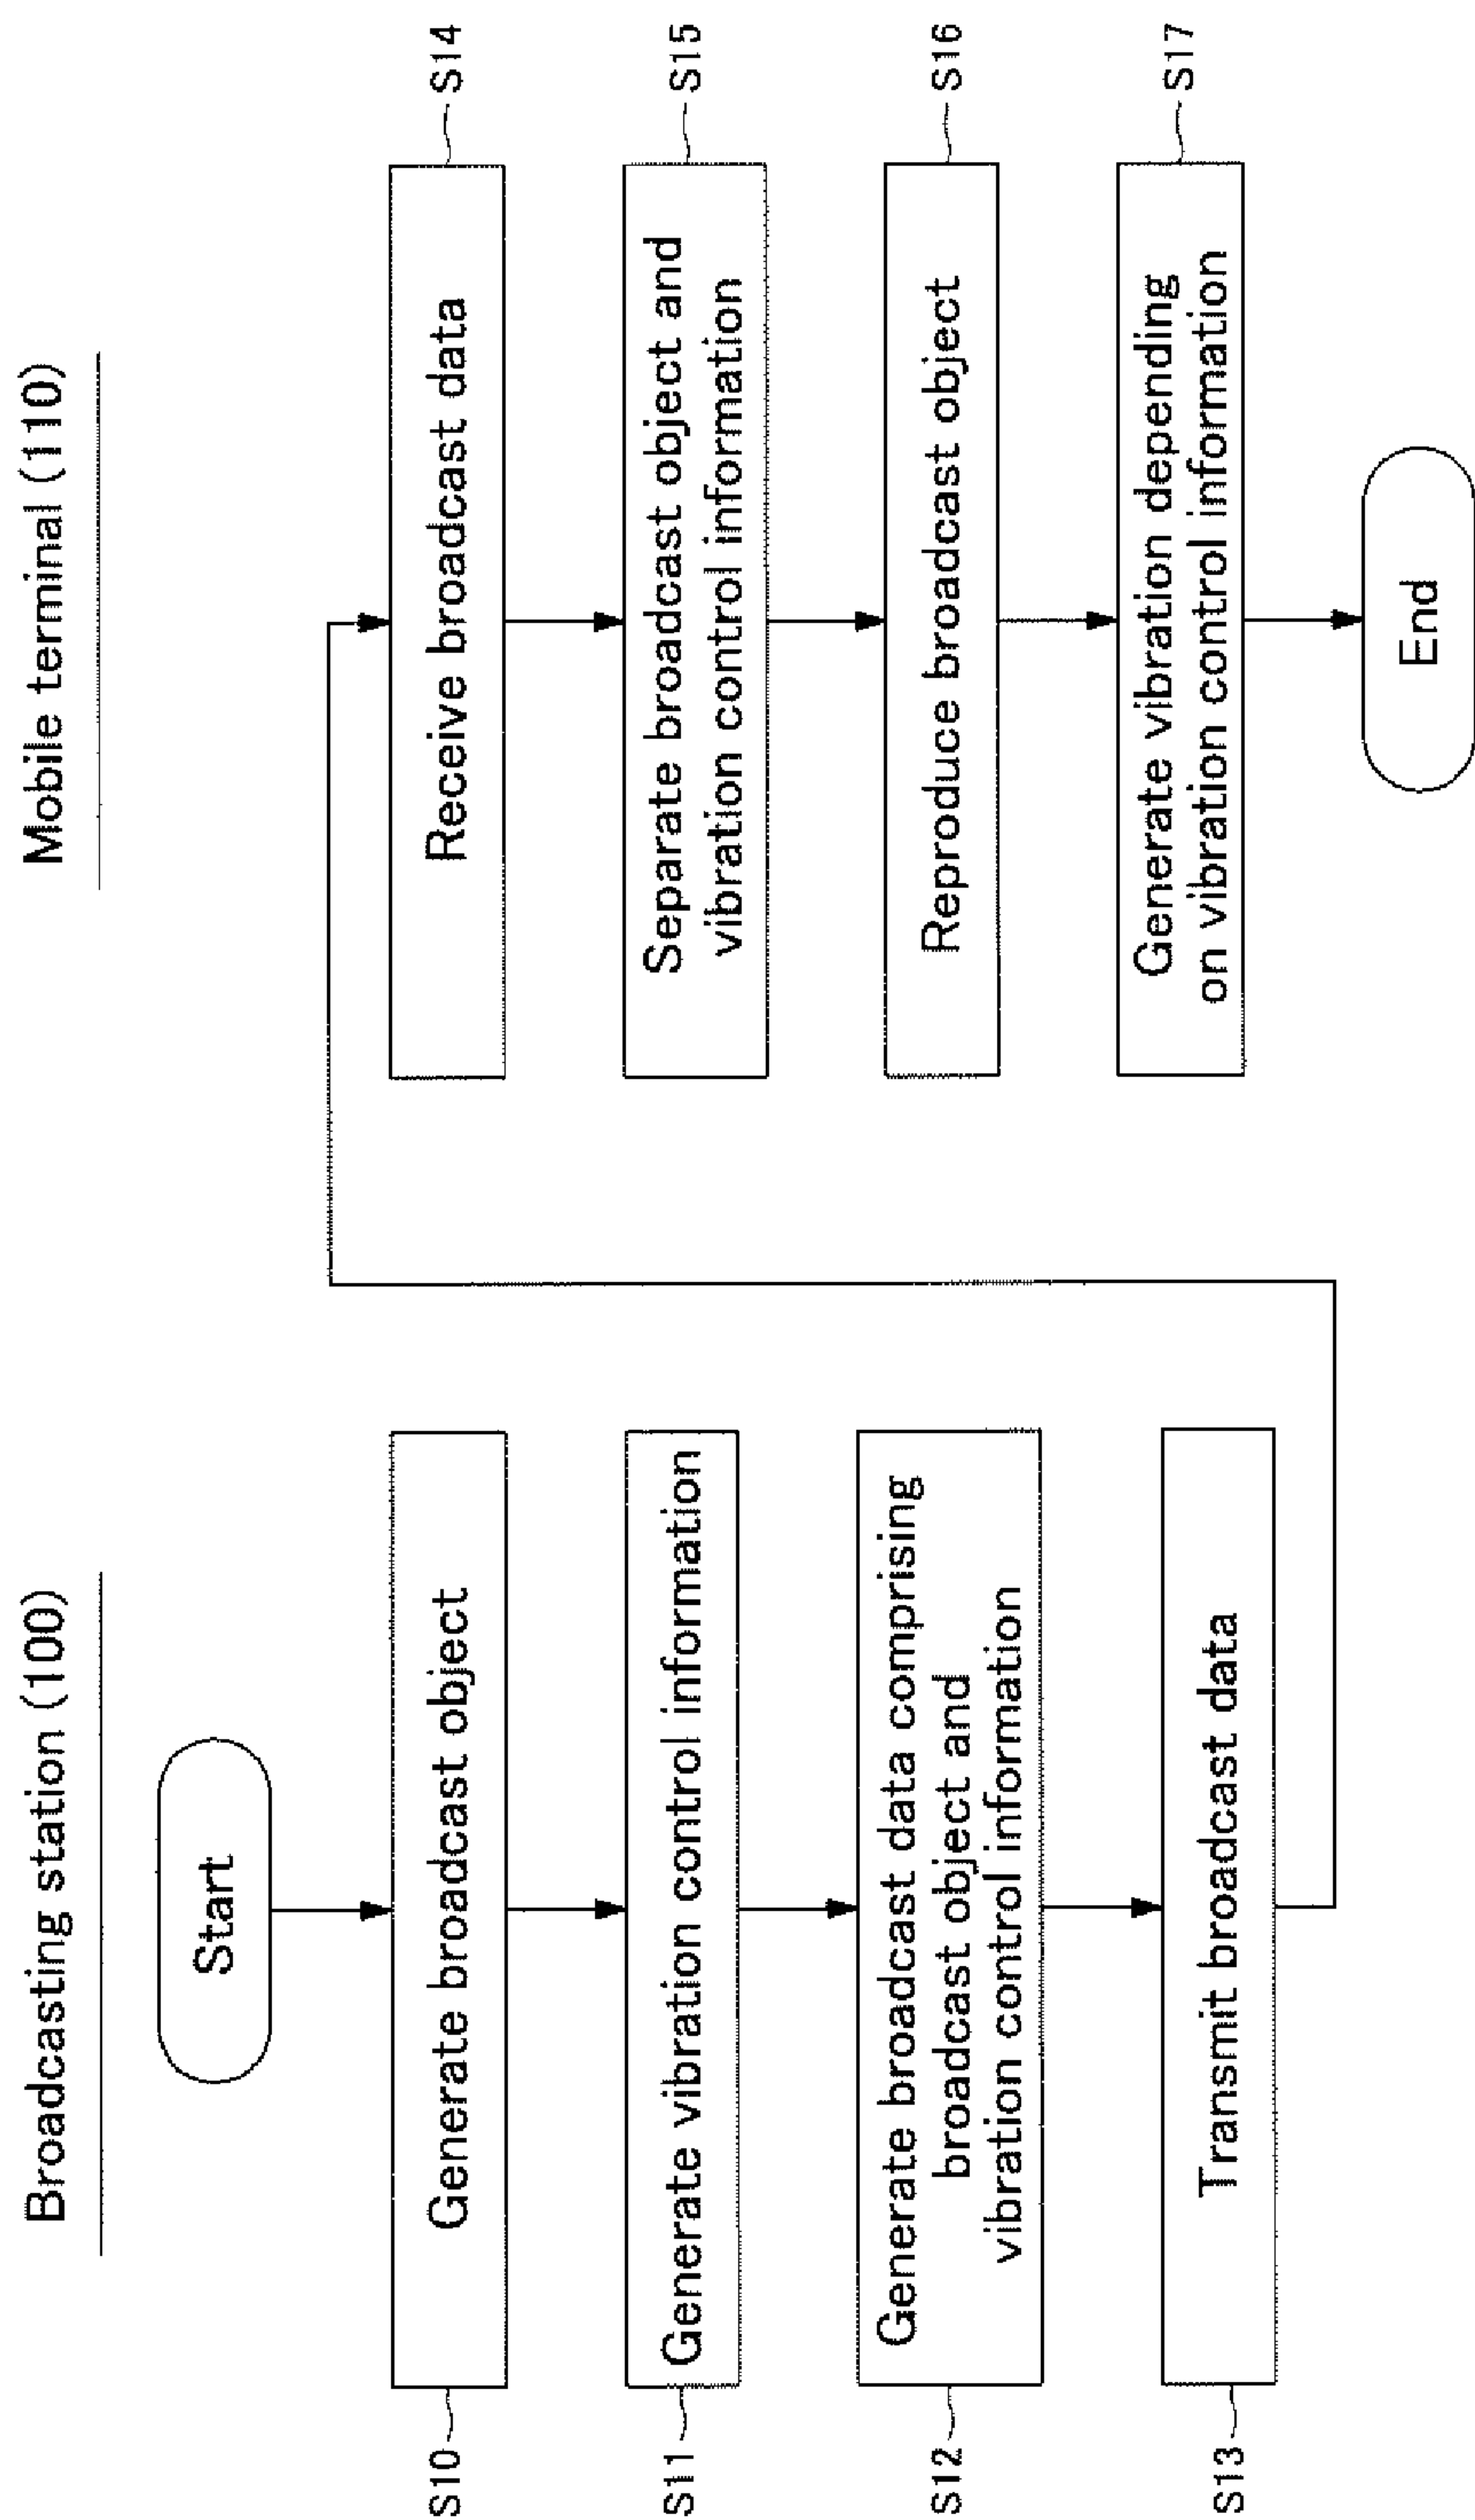 Broadcasting station (100)
Start
S10
Generate broadcast object
S11
Generate vibration control information
S12
Generate broadcast data comprising
broadcast object and
vibration control information
S13
Transmit broadcast data
Mobile terminal (110)
Receive broadcast data
S14
Separate broadcast object and
vibration control information
S15
Reproduce broadcast object
S16
Generate vibration depending
on vibration control information
S17
End